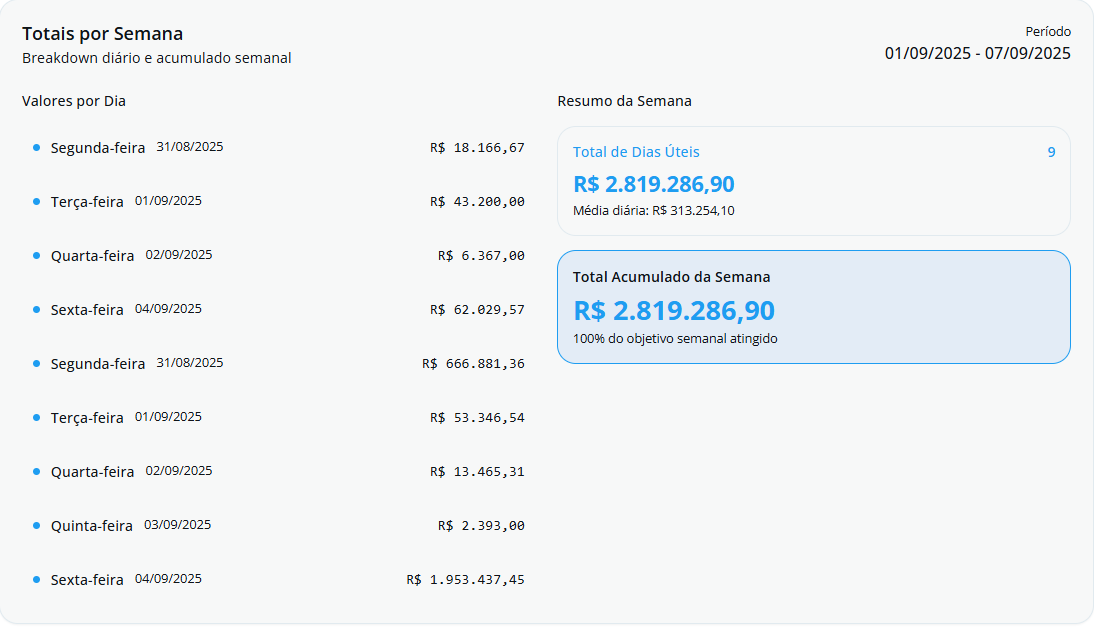 Totais por Semana
Breakdown diário e acumulado semanal
Período
01/09/2025 - 07/09/2025
Valores por Dia
Segunda-feira 31/08/2025 R$ 18.166,67
Terça-feira 01/09/2025 R$ 43.200,00
Quarta-feira 02/09/2025 R$ 6.367,00
Sexta-feira 04/09/2025 R$ 62.029,57
Segunda-feira 31/08/2025 R$ 666.881,36
Terça-feira 01/09/2025 R$ 53.346,54
Quarta-feira 02/09/2025 R$ 13.465,31
Quinta-feira 03/09/2025 R$ 2.393,00
Sexta-feira 04/09/2025 R$ 1.953.437,45
Resumo da Semana
Total de Dias Úteis 9
R$ 2.819.286,90
Média diária: R$ 313.254,10
Total Acumulado da Semana
R$ 2.819.286,90
100% do objetivo semanal atingido